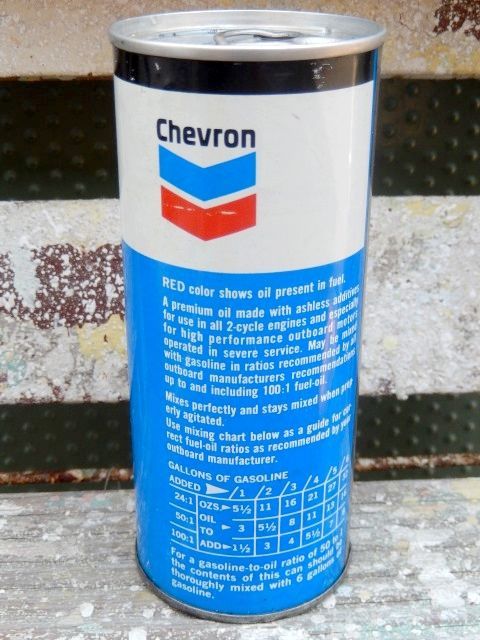 Chevron
RED color shows oil present in fuel.
A premium oil made with ashless additives
for use in all 2-cycle engines and especially
for high performance outboard motors
operated in severe service. May be mixed
with gasoline in ratios recommended by all
outboard manufacturers recommendations
up to and including 100:1 fuel-oil.
Mixes perfectly and stays mixed when prop
erly agitated.
Use mixing chart below as a guide for cor
rect fuel-oil ratios as recommended by your
outboard manufacturer.
GALLONS OF GASOLINE
ADDED /1 /2 /3 /4 /5 /6
24:1 OZS. 5½ 11 16 21 27
50:1 OIL TO 3 5½ 8 11 13 16
100:1 ADD 1½ 3 4 5½ 7
For a gasoline-to-oil ratio of 50 to
the contents of this can should be
thoroughly mixed with 6 gallons of
gasoline.